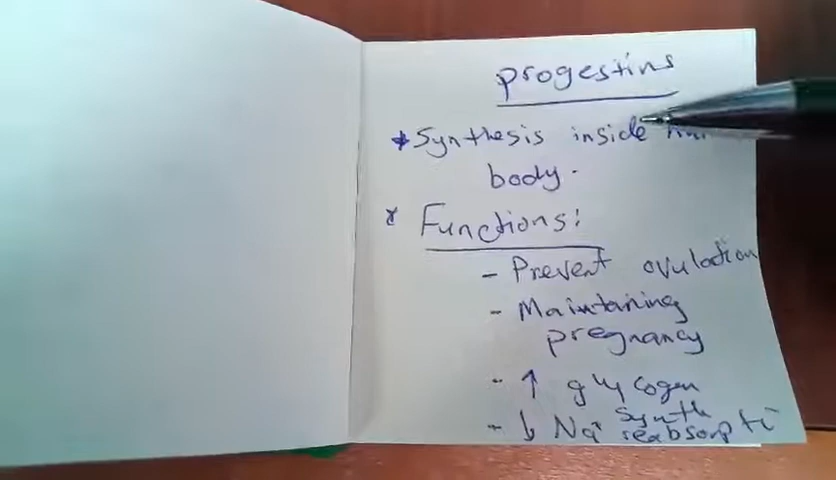 progestins
* Synthesis inside
body.
* Functions:
- Prevent ovulation
- Maintaining
pregnancy
- ↑ glycogen
synth
- ↓ Na⁺ reabsorpti